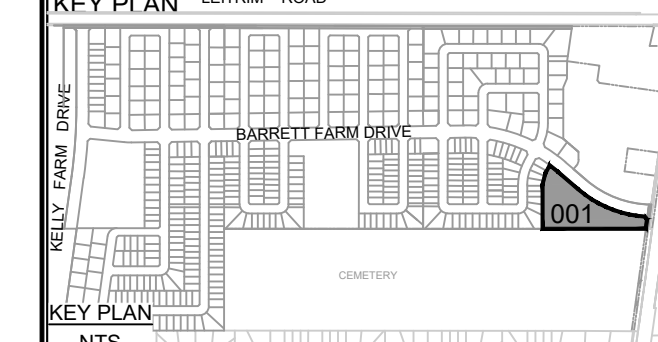 KEY PLAN LEITRIM ROAD
KELLY FARM DRIVE
BARRETT FARM DRIVE
001
CEMETERY
KEY PLAN
NTS